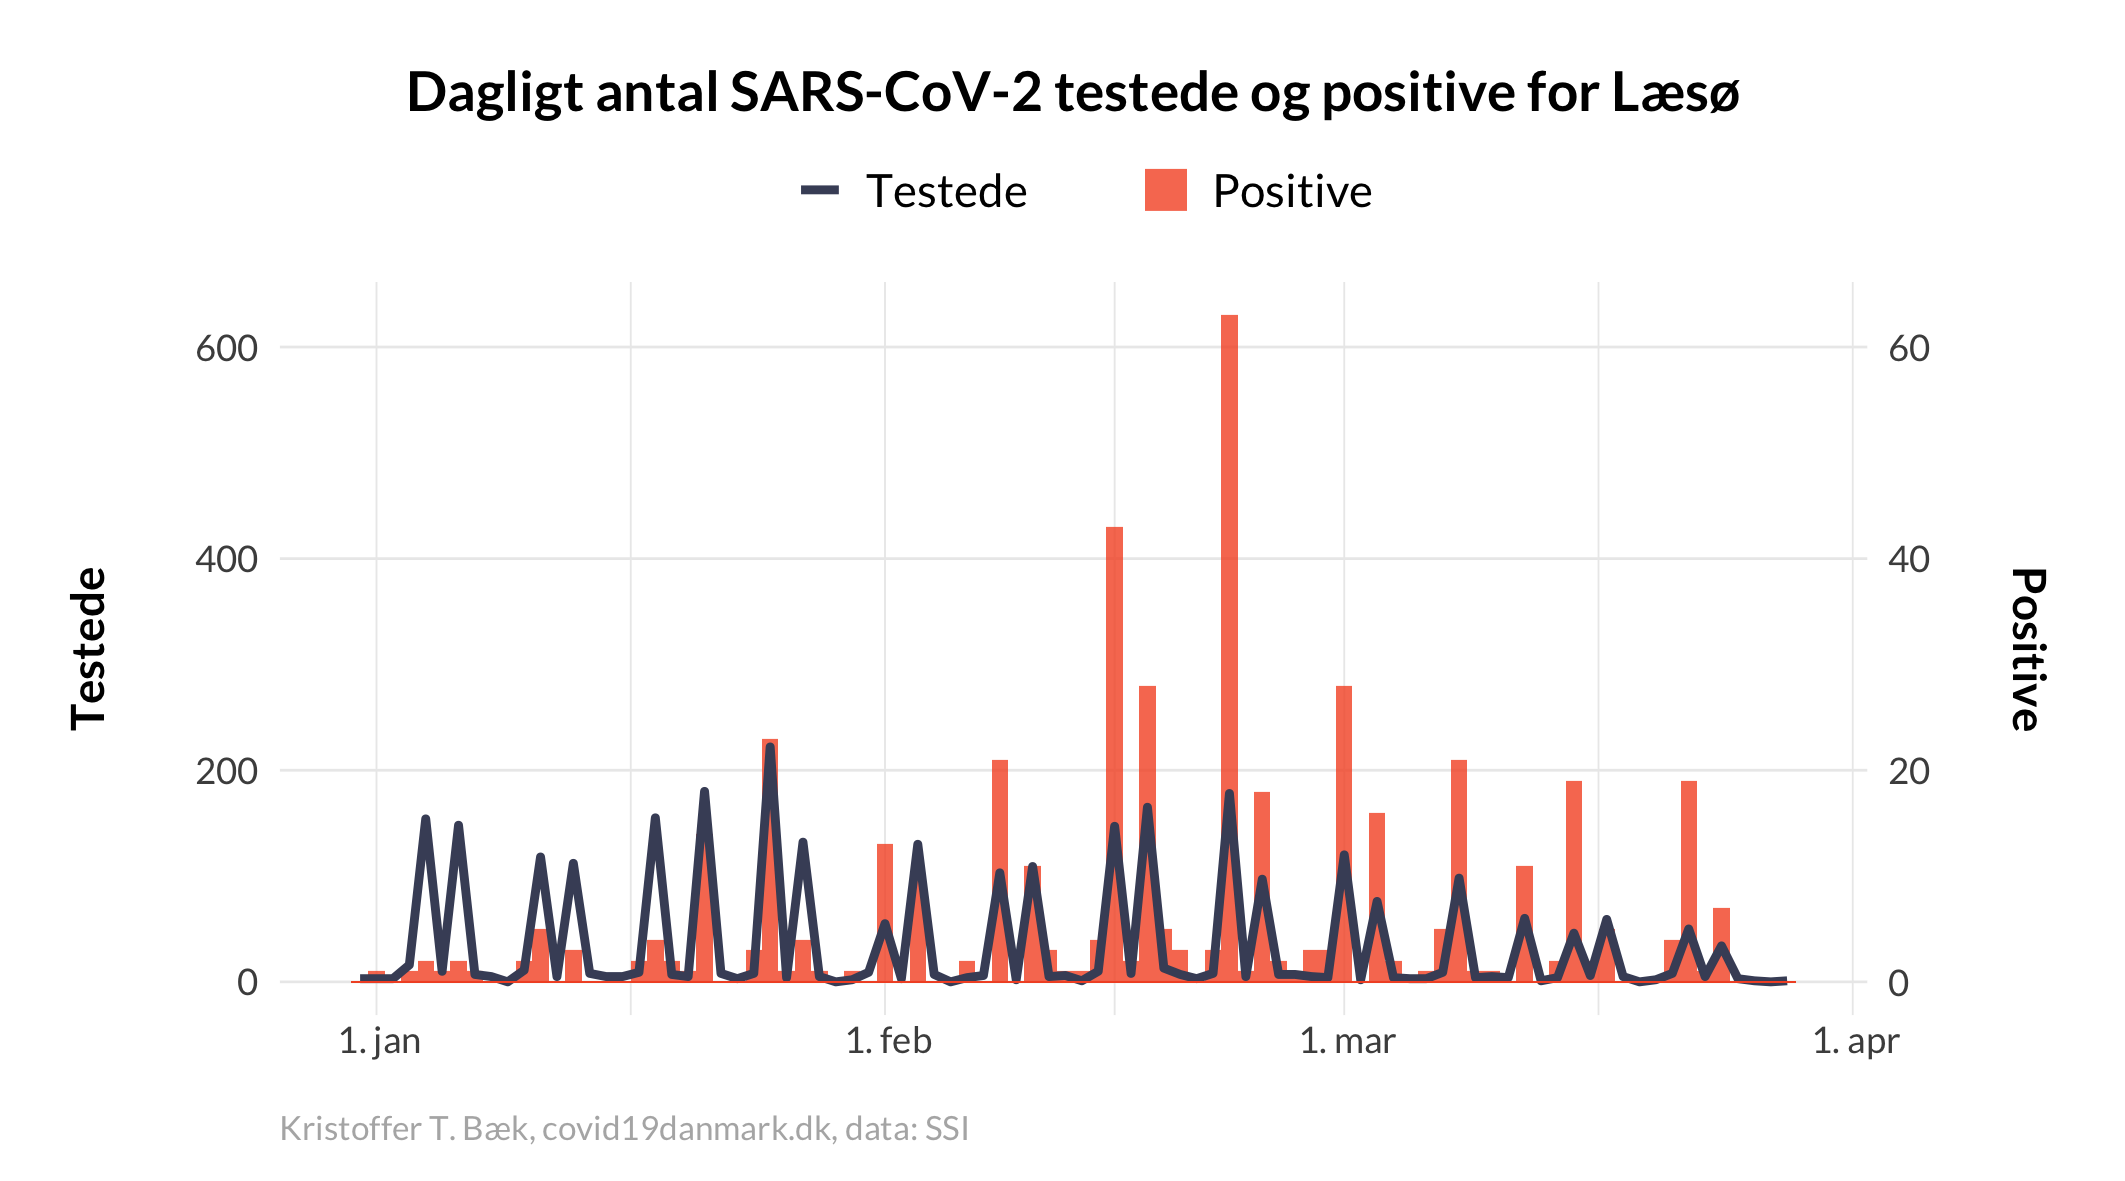 Dagligt antal SARS-CoV-2 testede og positive for Læsø
Testede Positive
600 60
400 40
Testede
Positive
200 20
0 0
1. jan 1. feb 1. mar 1. apr
Kristoffer T. Bæk, covid19danmark.dk, data: SSI